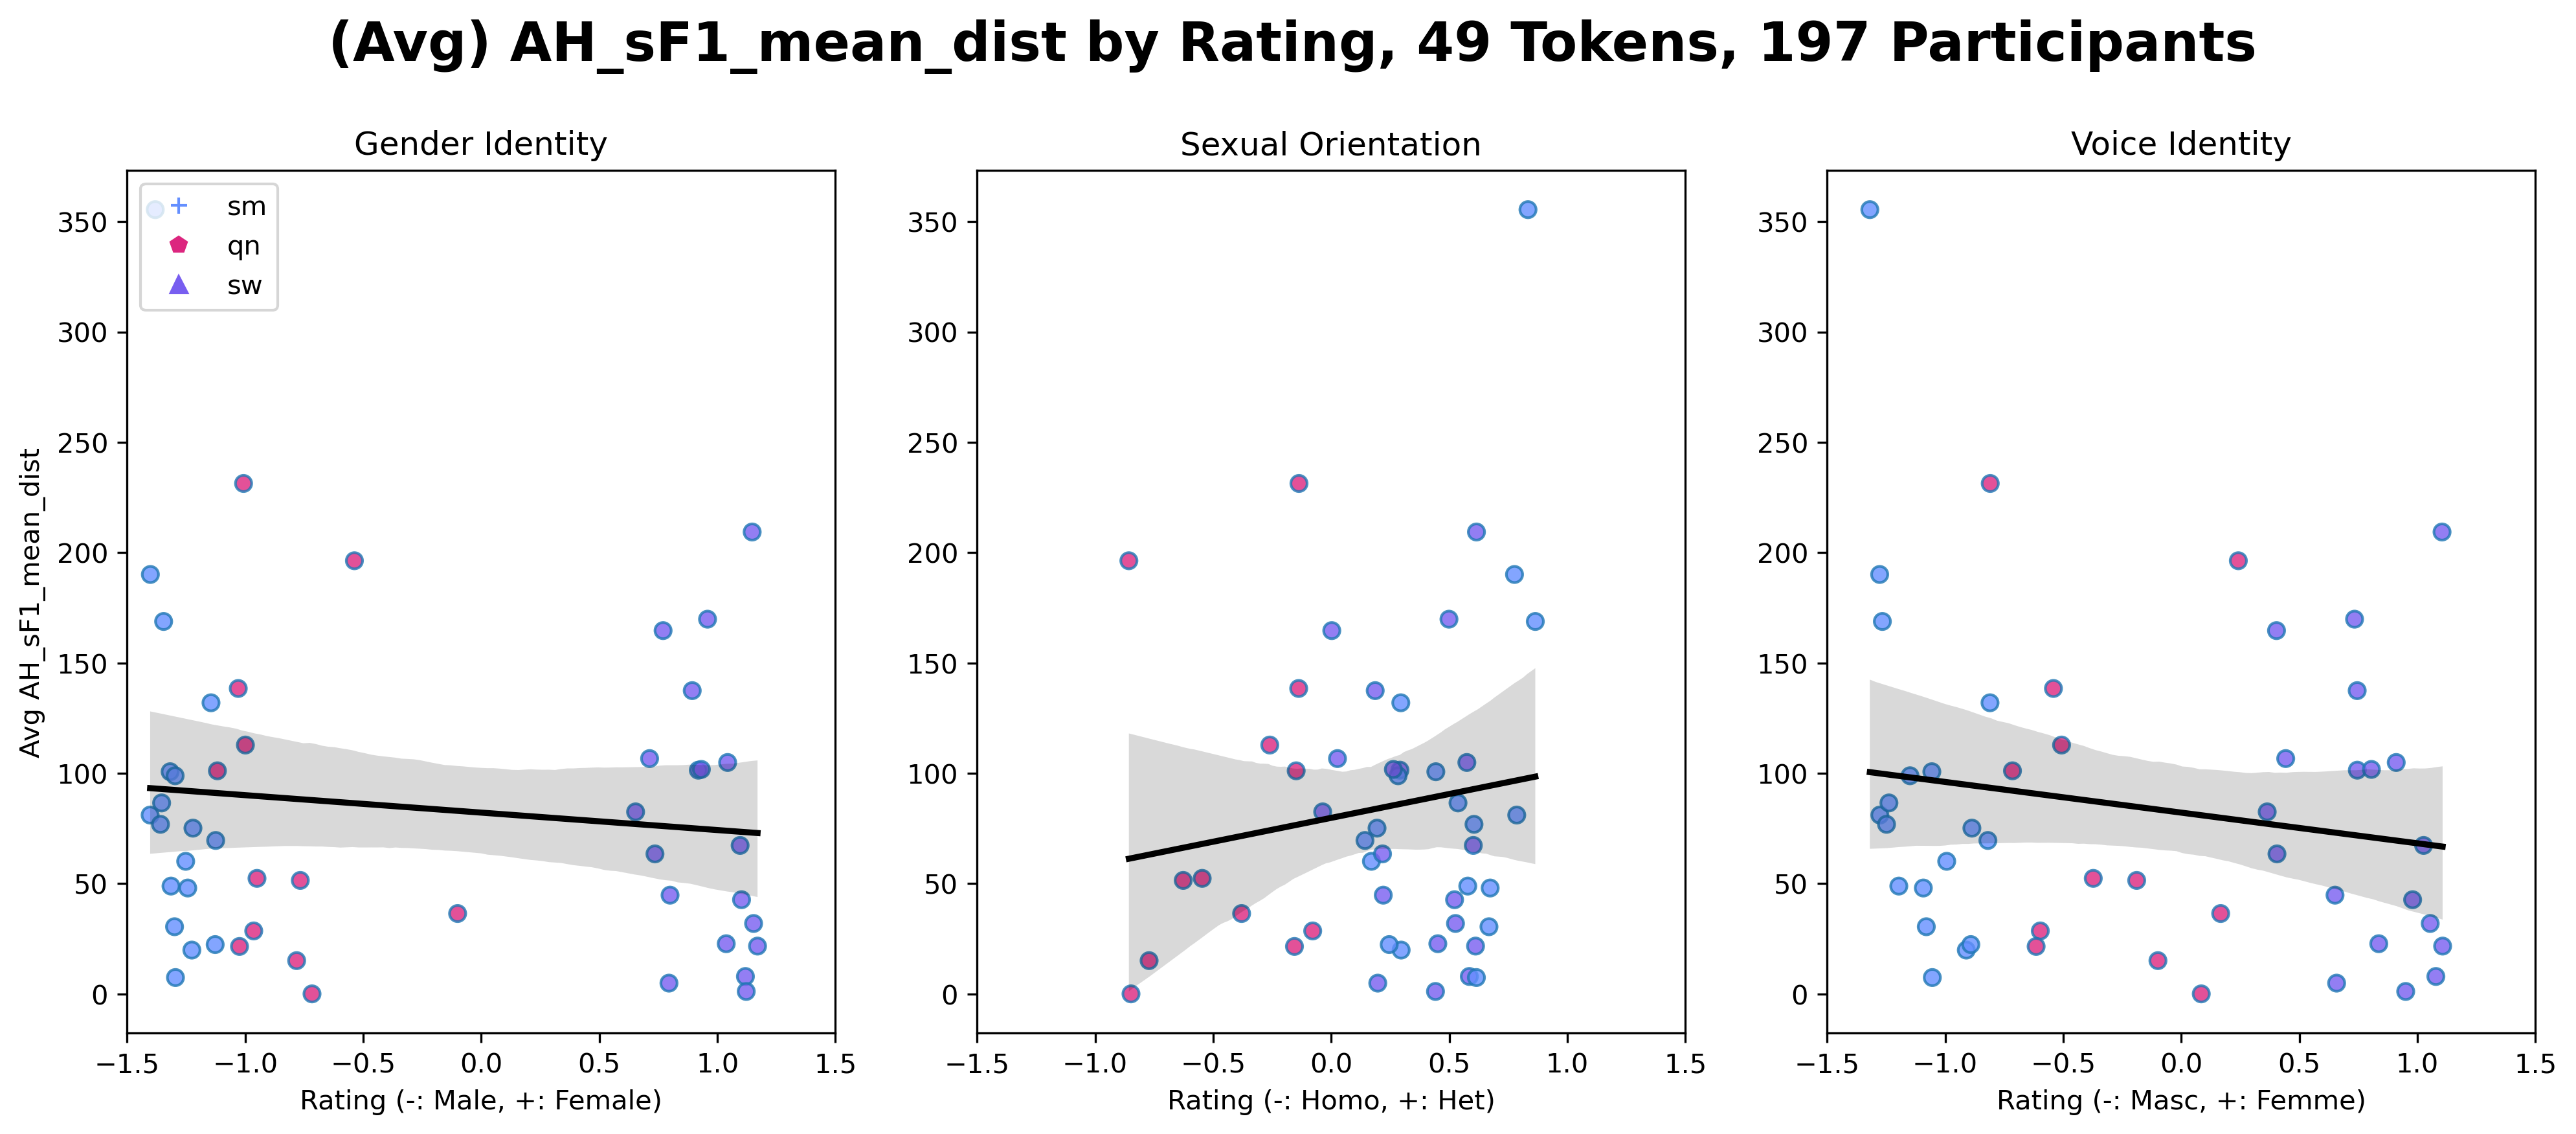 (Avg) AH_sF1_mean_dist by Rating, 49 Tokens, 197 Participants
Gender Identity
Sexual Orientation
Voice Identity
sm
qn
sw
Avg AH_sF1_mean_dist
350
300
250
200
150
100
50
0
−1.5 −1.0 −0.5 0.0 0.5 1.0 1.5
Rating (-: Male, +: Female)
350
300
250
200
150
100
50
0
−1.5 −1.0 −0.5 0.0 0.5 1.0 1.5
Rating (-: Homo, +: Het)
350
300
250
200
150
100
50
0
−1.5 −1.0 −0.5 0.0 0.5 1.0 1.5
Rating (-: Masc, +: Femme)